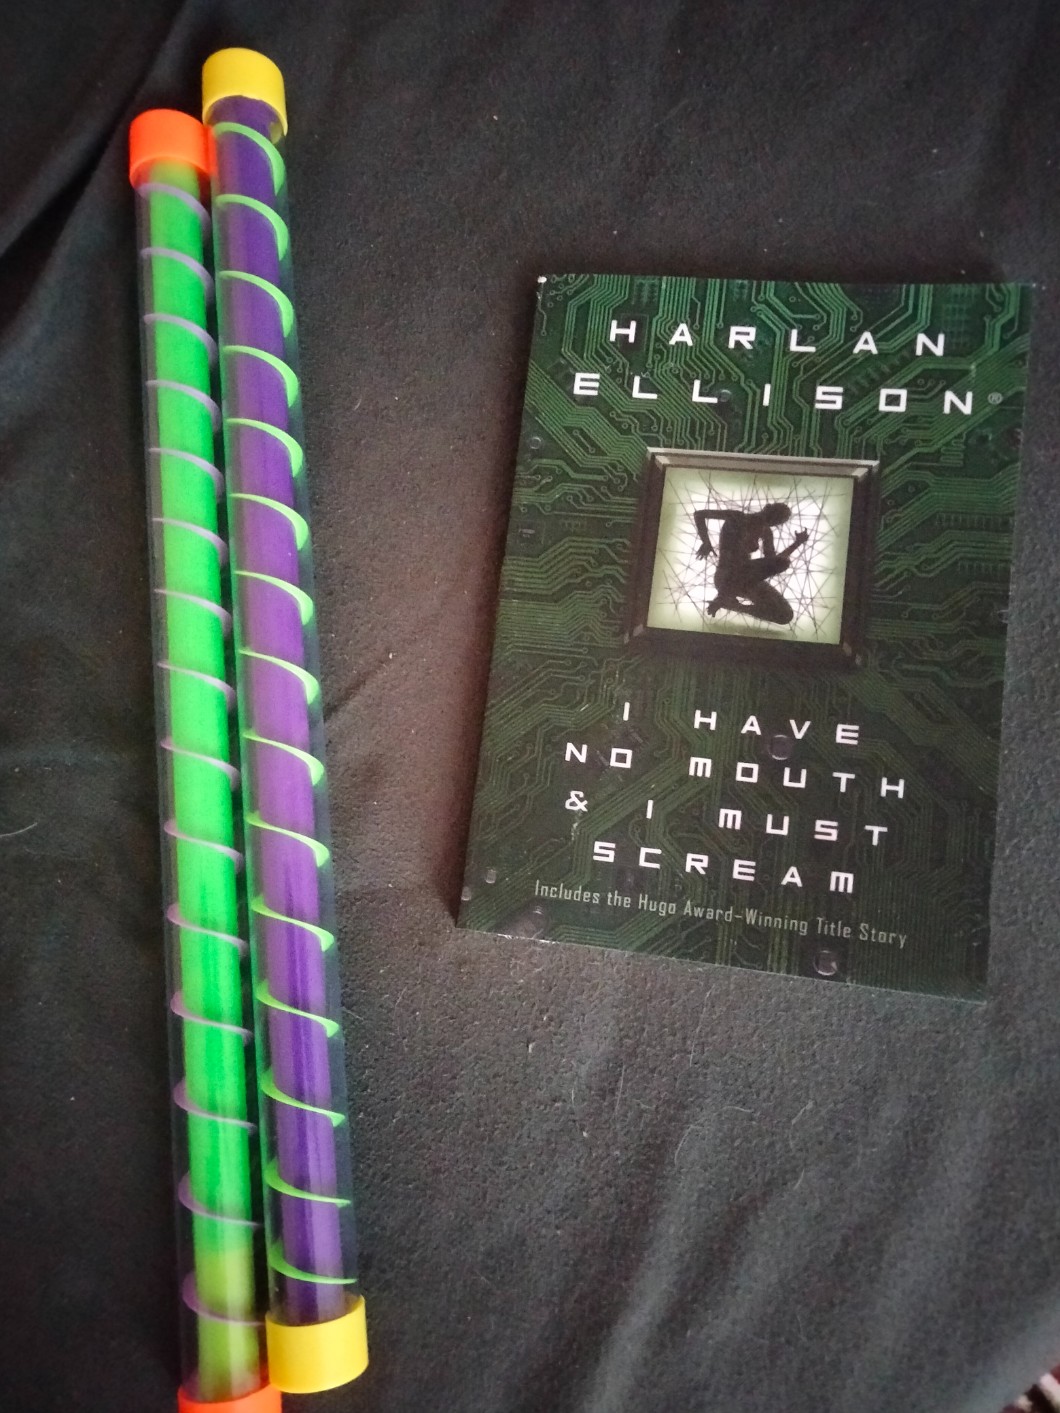 HARLAN
ELLISON®
I HAVE
NO MOUTH
& I MUST
SCREAM
Includes the Hugo Award-Winning Title Story